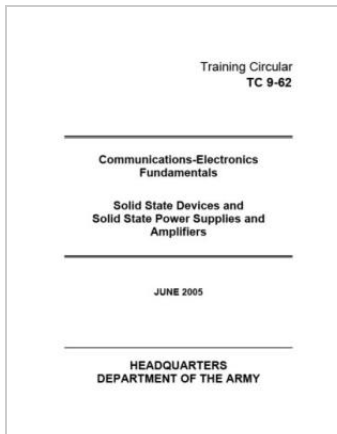 Training Circular
TC 9-62
Communications-Electronics
Fundamentals
Solid State Devices and
Solid State Power Supplies and
Amplifiers
JUNE 2005
HEADQUARTERS
DEPARTMENT OF THE ARMY